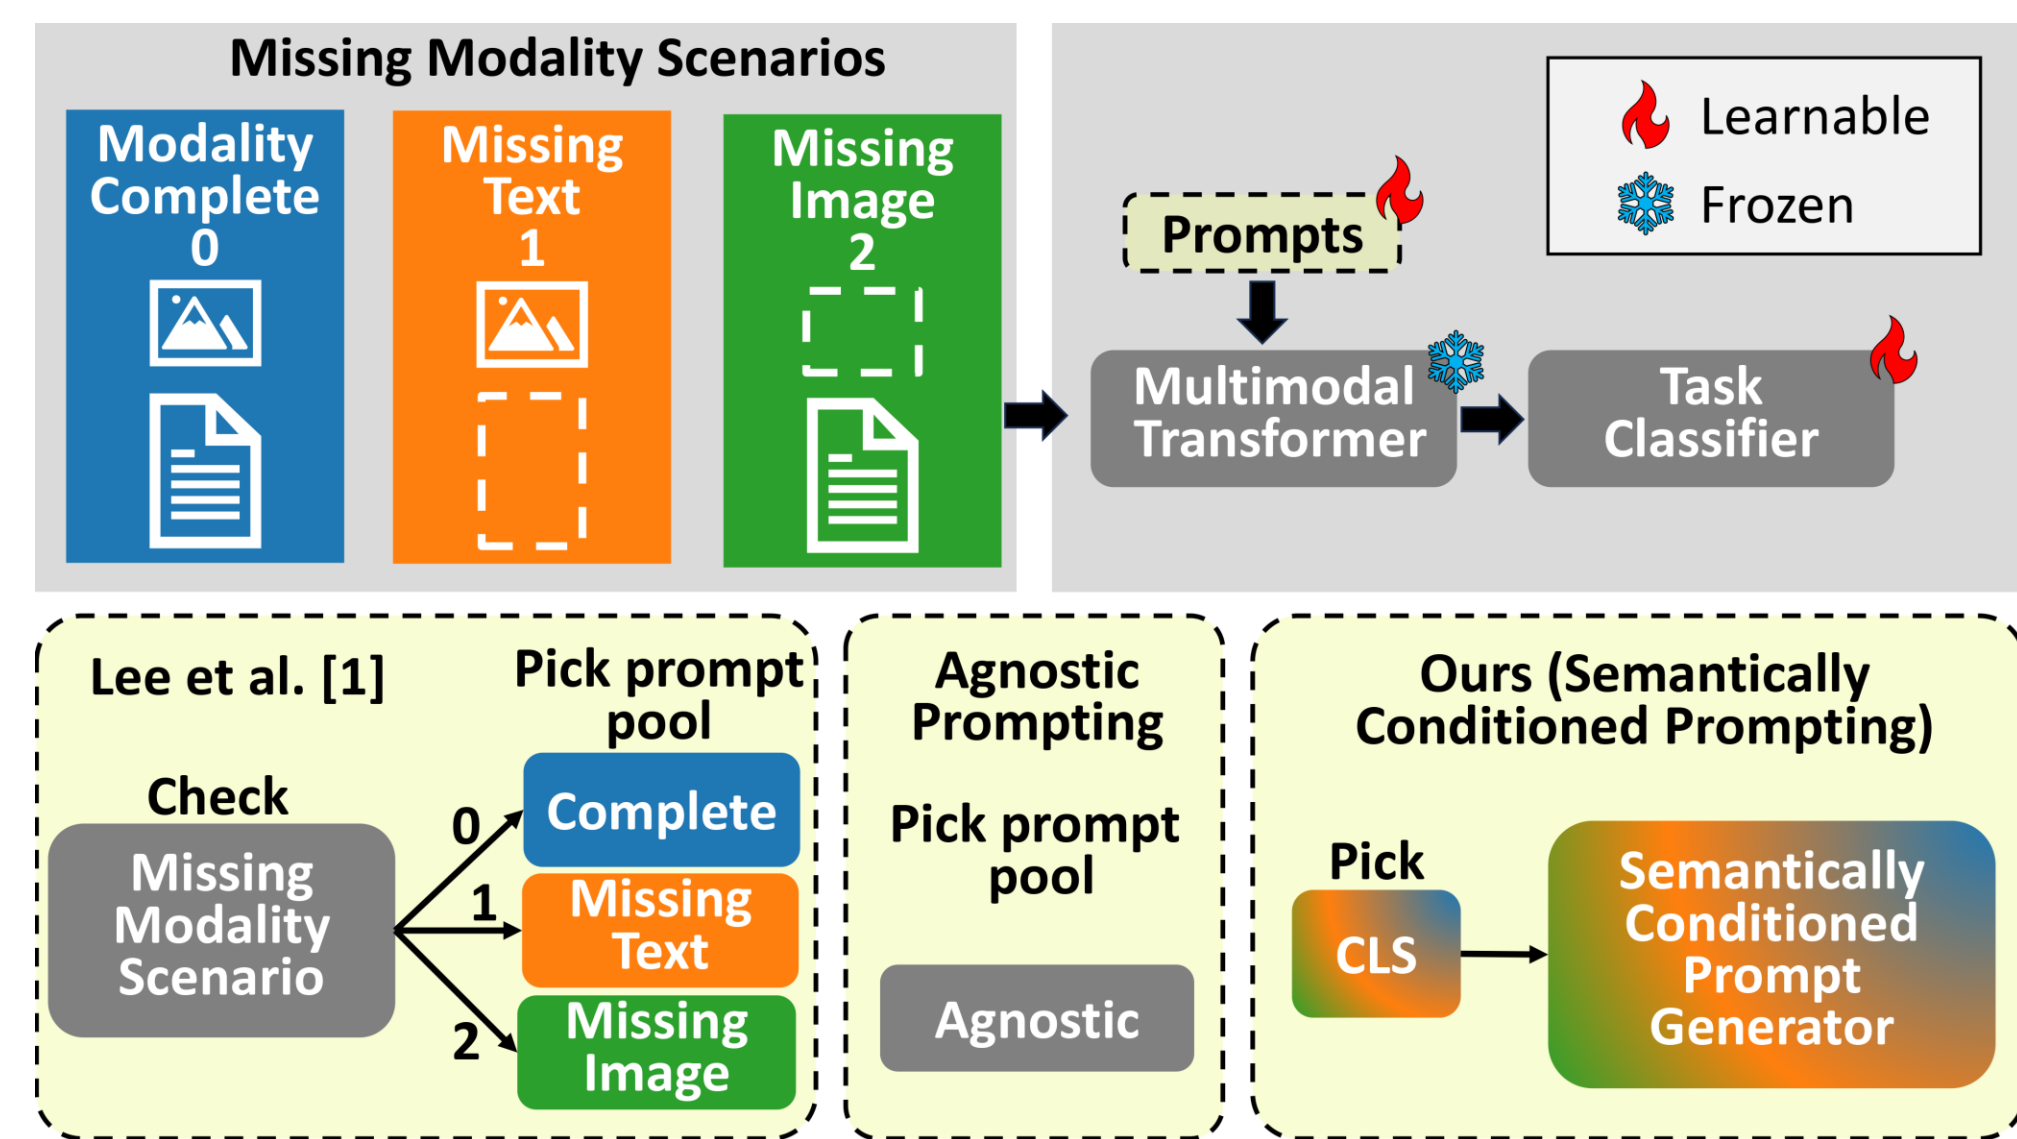 Missing Modality Scenarios
Modality
Complete
0
Missing
Text
1
Missing
Image
2
Prompts
Learnable
Frozen
Multimodal
Transformer
Task
Classifier
Lee et al. [1]
Pick prompt
pool
Check
Missing
Modality
Scenario
0
1
2
Complete
Missing
Text
Missing
Image
Agnostic
Prompting
Pick prompt
pool
Agnostic
Ours (Semantically
Conditioned Prompting)
Pick
CLS
Semantically
Conditioned
Prompt
Generator